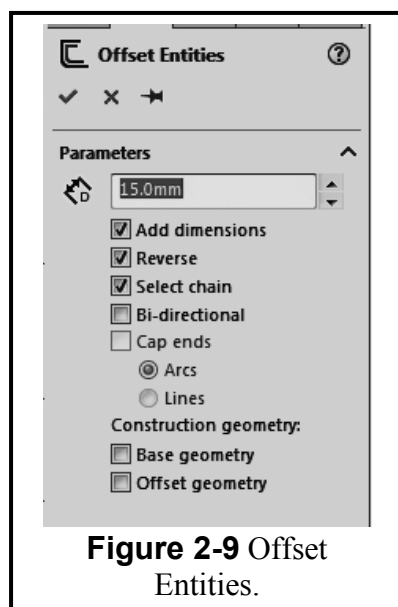 Offset Entities
Parameters
15.0mm
Add dimensions
Reverse
Select chain
Bi-directional
Cap ends
Arcs
Lines
Construction geometry:
Base geometry
Offset geometry
Figure 2-9 Offset
Entities.